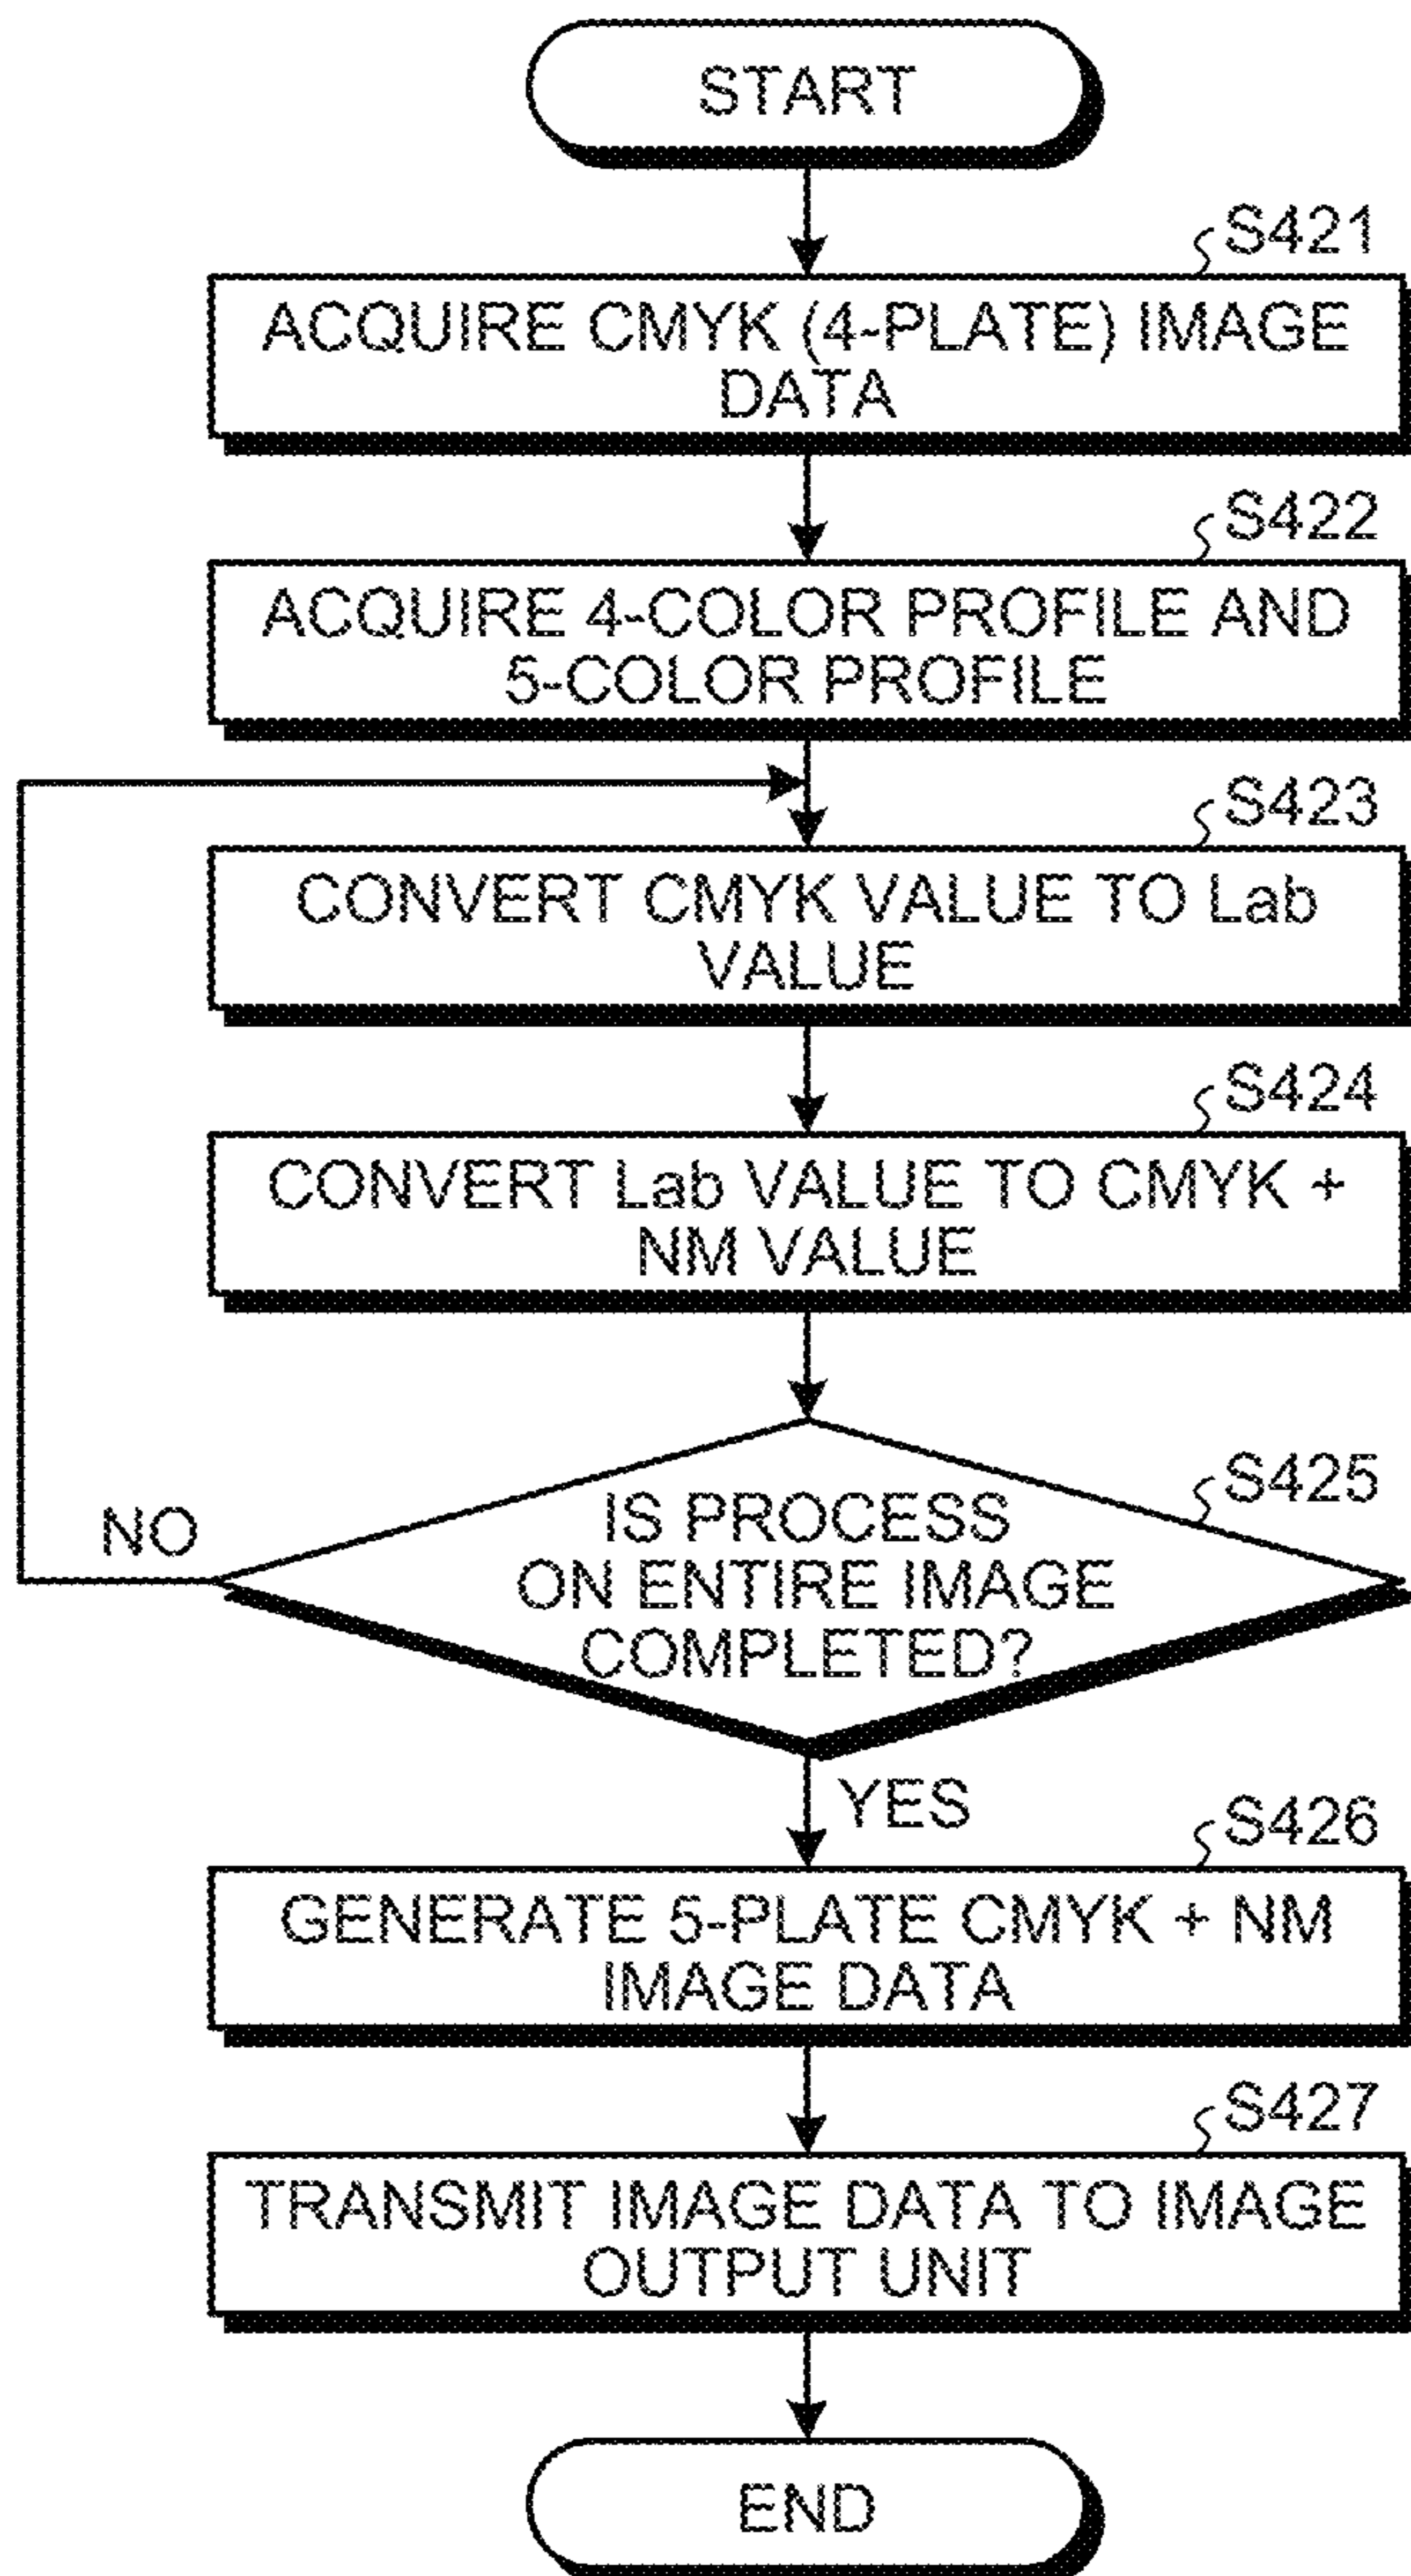 START
S421
ACQUIRE CMYK (4-PLATE) IMAGE
DATA
S422
ACQUIRE 4-COLOR PROFILE AND
5-COLOR PROFILE
S423
CONVERT CMYK VALUE TO Lab
VALUE
S424
CONVERT Lab VALUE TO CMYK +
NM VALUE
S425
IS PROCESS
ON ENTIRE IMAGE
COMPLETED?
NO
YES
S426
GENERATE 5-PLATE CMYK + NM
IMAGE DATA
S427
TRANSMIT IMAGE DATA TO IMAGE
OUTPUT UNIT
END